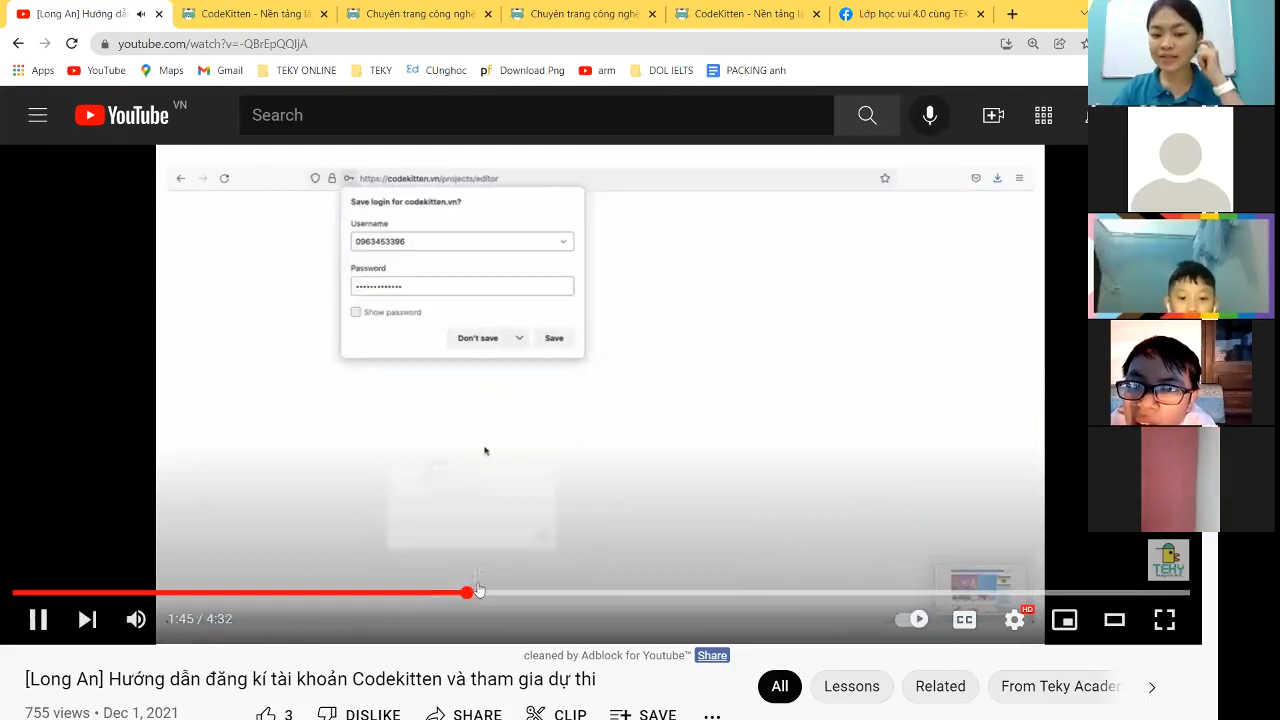 [Long An] Hướng dẫ
CodeKitten - Nền tảng lậ
Chuyên trang công nghệ
Chuyên trang công nghệ
CodeKitten - Nền tảng lậ
Lớp học vui 4.0 cùng TEK
youtube.com/watch?v=-QBrEpQQIjA
Apps
YouTube
Maps
Gmail
TEKY ONLINE
TEKY
Ed CUnghoc
pf Download Png
arm
DOL IELTS
PACKING anh
YouTube VN
Search
https://codekitten.vn/projects/editor
Save login for codekitten.vn?
Username
0963453396
Password
Show password
Don't save
Save
TEKY
1:45 / 4:32
CC
HD
cleaned by Adblock for Youtube™ Share
[Long An] Hướng dẫn đăng kí tài khoản Codekitten và tham gia dự thi
All
Lessons
Related
From Teky Acader
755 views • Dec 1, 2021
3
DISLIKE
SHARE
CLIP
SAVE